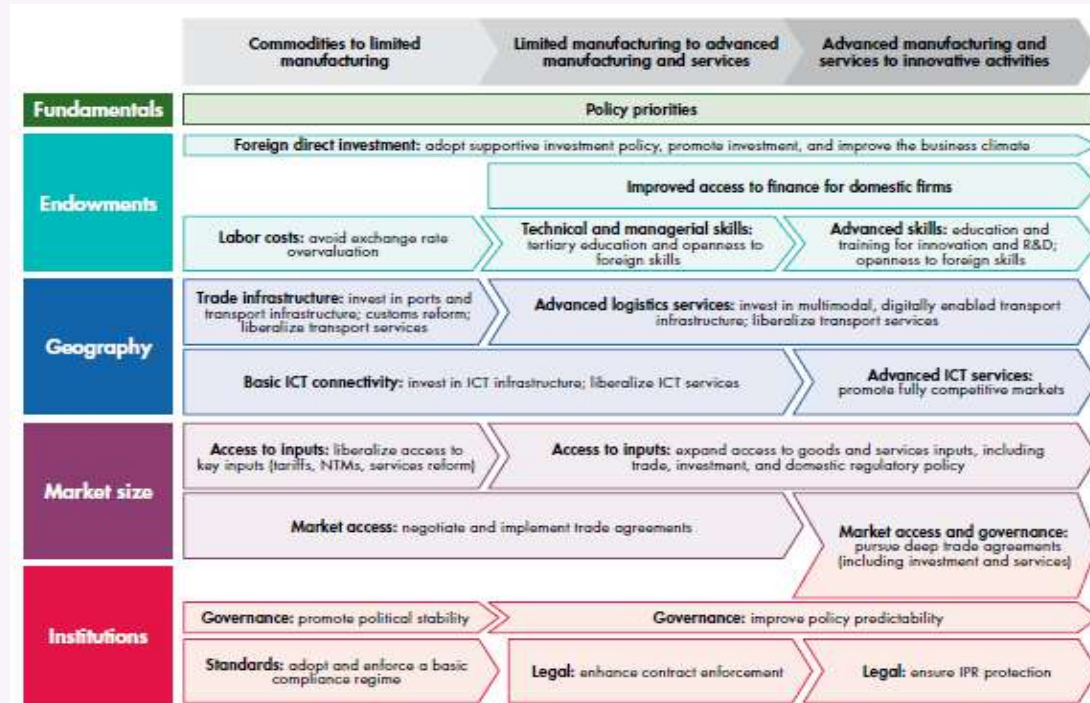 Commodities to limited
manufacturing
Limited manufacturing to advanced
manufacturing and services
Advanced manufacturing and
services to innovative activities
Fundamentals
Policy priorities
Endowments
Foreign direct investment: adopt supportive investment policy, promote investment, and improve the business climate
Improved access to finance for domestic firms
Labor costs: avoid exchange rate
overvaluation
Technical and managerial skills:
tertiary education and openness to
foreign skills
Advanced skills: education and
training for innovation and R&D;
openness to foreign skills
Geography
Trade infrastructure: invest in ports and
transport infrastructure; customs reform;
liberalize transport services
Advanced logistics services: invest in multimodal, digitally enabled transport
infrastructure; liberalize transport services
Basic ICT connectivity: invest in ICT infrastructure; liberalize ICT services
Advanced ICT services:
promote fully competitive markets
Market size
Access to inputs: liberalize access to
key inputs (tariffs, NTMs, services reform)
Access to inputs: expand access to goods and services inputs, including
trade, investment, and domestic regulatory policy
Market access: negotiate and implement trade agreements
Market access and governance:
pursue deep trade agreements
(including investment and services)
Institutions
Governance: promote political stability
Governance: improve policy predictability
Standards: adopt and enforce a basic
compliance regime
Legal: enhance contract enforcement
Legal: ensure IPR protection